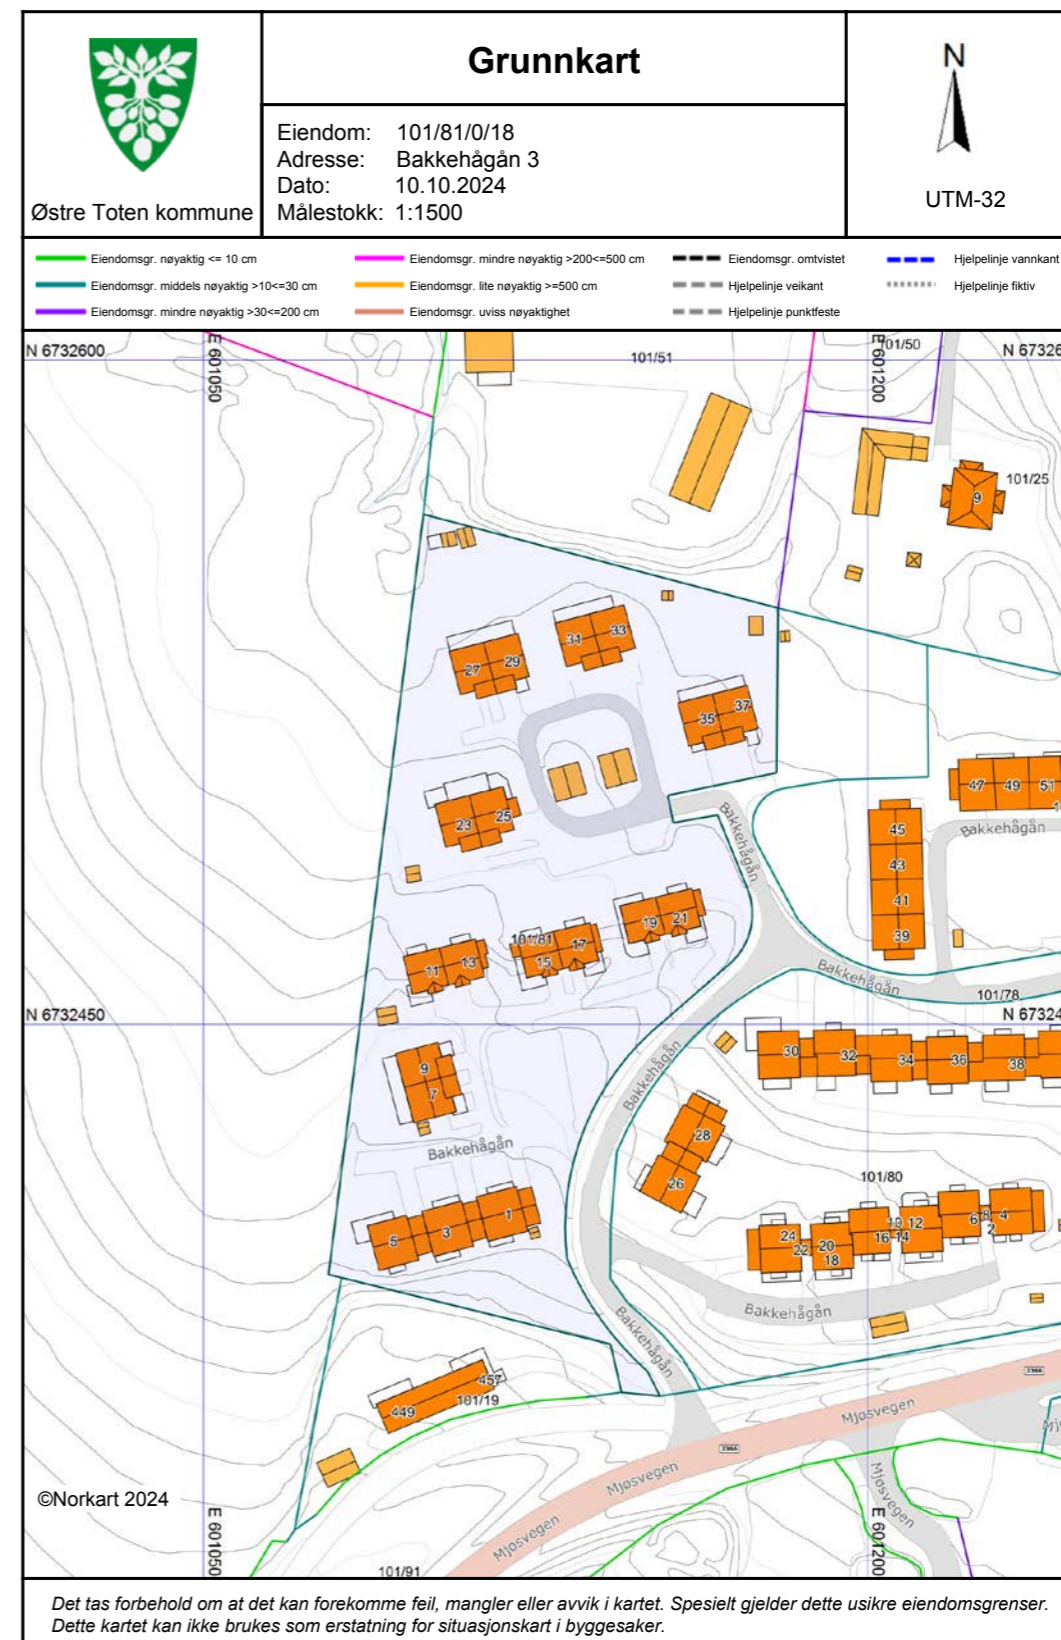 Grunnkart
Østre Toten kommune
Eiendom: 101/81/0/18
Adresse: Bakkehågån 3
Dato: 10.10.2024
Målestokk: 1:1500
N
UTM-32
Eiendomsgr. nøyaktig <= 10 cm
Eiendomsgr. middels nøyaktig >10<=30 cm
Eiendomsgr. mindre nøyaktig >30<=200 cm
Eiendomsgr. mindre nøyaktig >200<=500 cm
Eiendomsgr. lite nøyaktig >=500 cm
Eiendomsgr. uviss nøyaktighet
Eiendomsgr. omtvistet
Hjelpelinje veikant
Hjelpelinje punktfeste
Hjelpelinje vannkant
Hjelpelinje fiktiv
N 6732600
E 601050
101/51
E 601200
101/50
N 67326
101/25
9
31
33
27
29
35
37
23
25
Bakkehågån
47
49
51
Bakkehågån
45
43
41
39
19
21
101/81
15
17
11
13
Bakkehågån
101/78
N 6732450
N 67324
30
32
34
36
38
9
7
Bakkehågån
28
26
Bakkehågån
101/80
1
3
5
24
22
20
18
16
14
10
12
6
8
4
2
Bakkehågån
Bakkehågån
457
449
101/19
Mjøsvegen
2366
Mjøsvegen
2366
Mjøsvegen
Mjøsvegen
Mj
©Norkart 2024
E 601050
101/91
E 601200
Det tas forbehold om at det kan forekomme feil, mangler eller avvik i kartet. Spesielt gjelder dette usikre eiendomsgrenser.
Dette kartet kan ikke brukes som erstatning for situasjonskart i byggesaker.